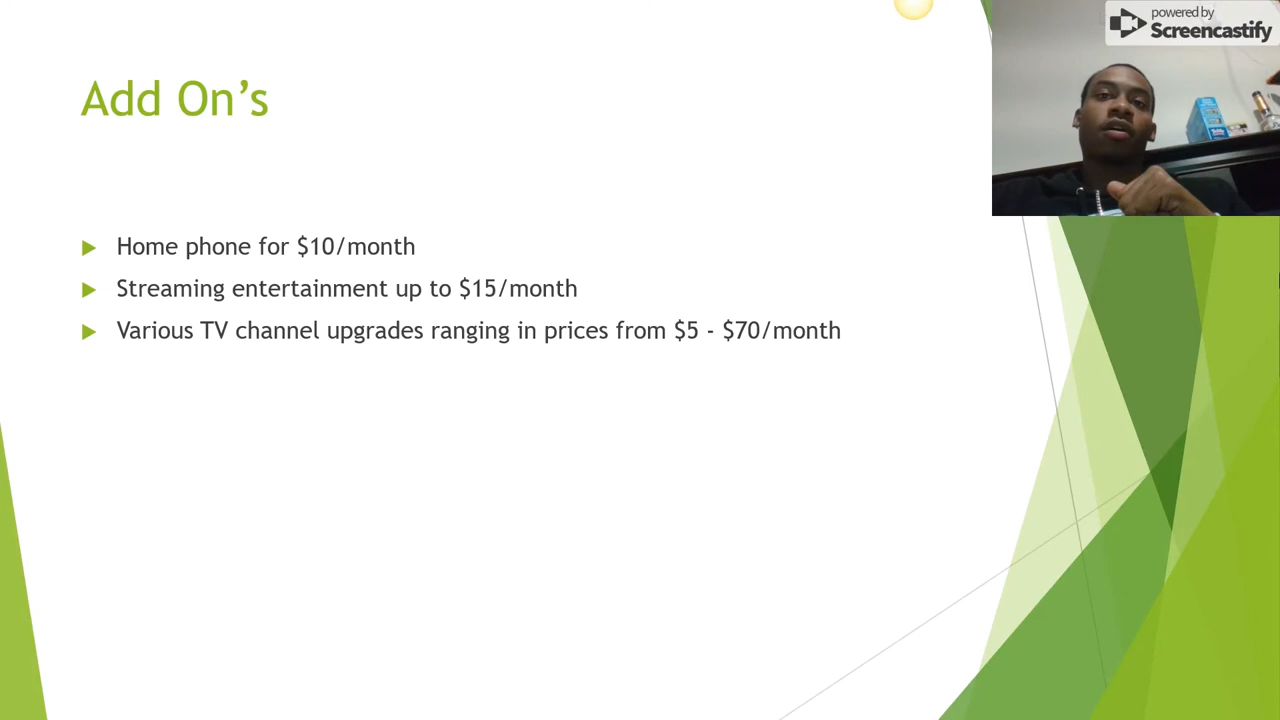 powered by
Screencastify
Add On's
Home phone for $10/month
Streaming entertainment up to $15/month
Various TV channel upgrades ranging in prices from $5 - $70/month